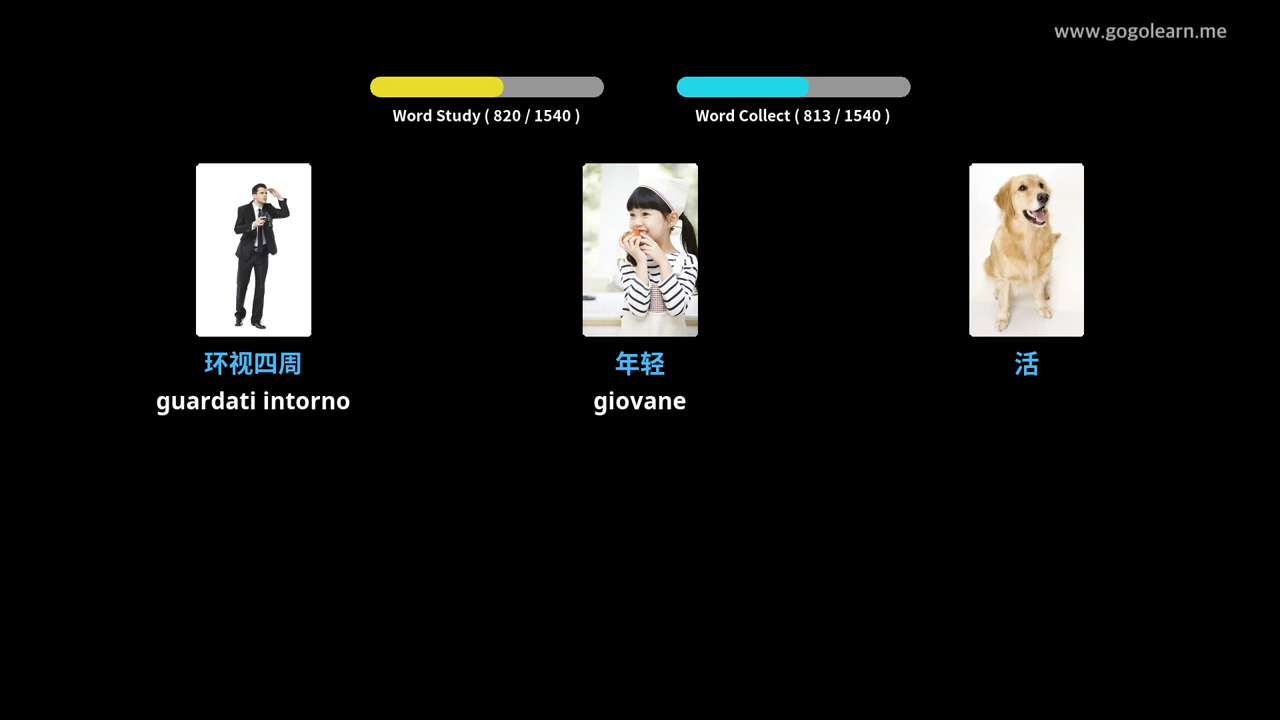 www.gogolearn.me
Word Study ( 820 / 1540 )
Word Collect ( 813 / 1540 )
环视四周
年轻
活
guardati intorno
giovane